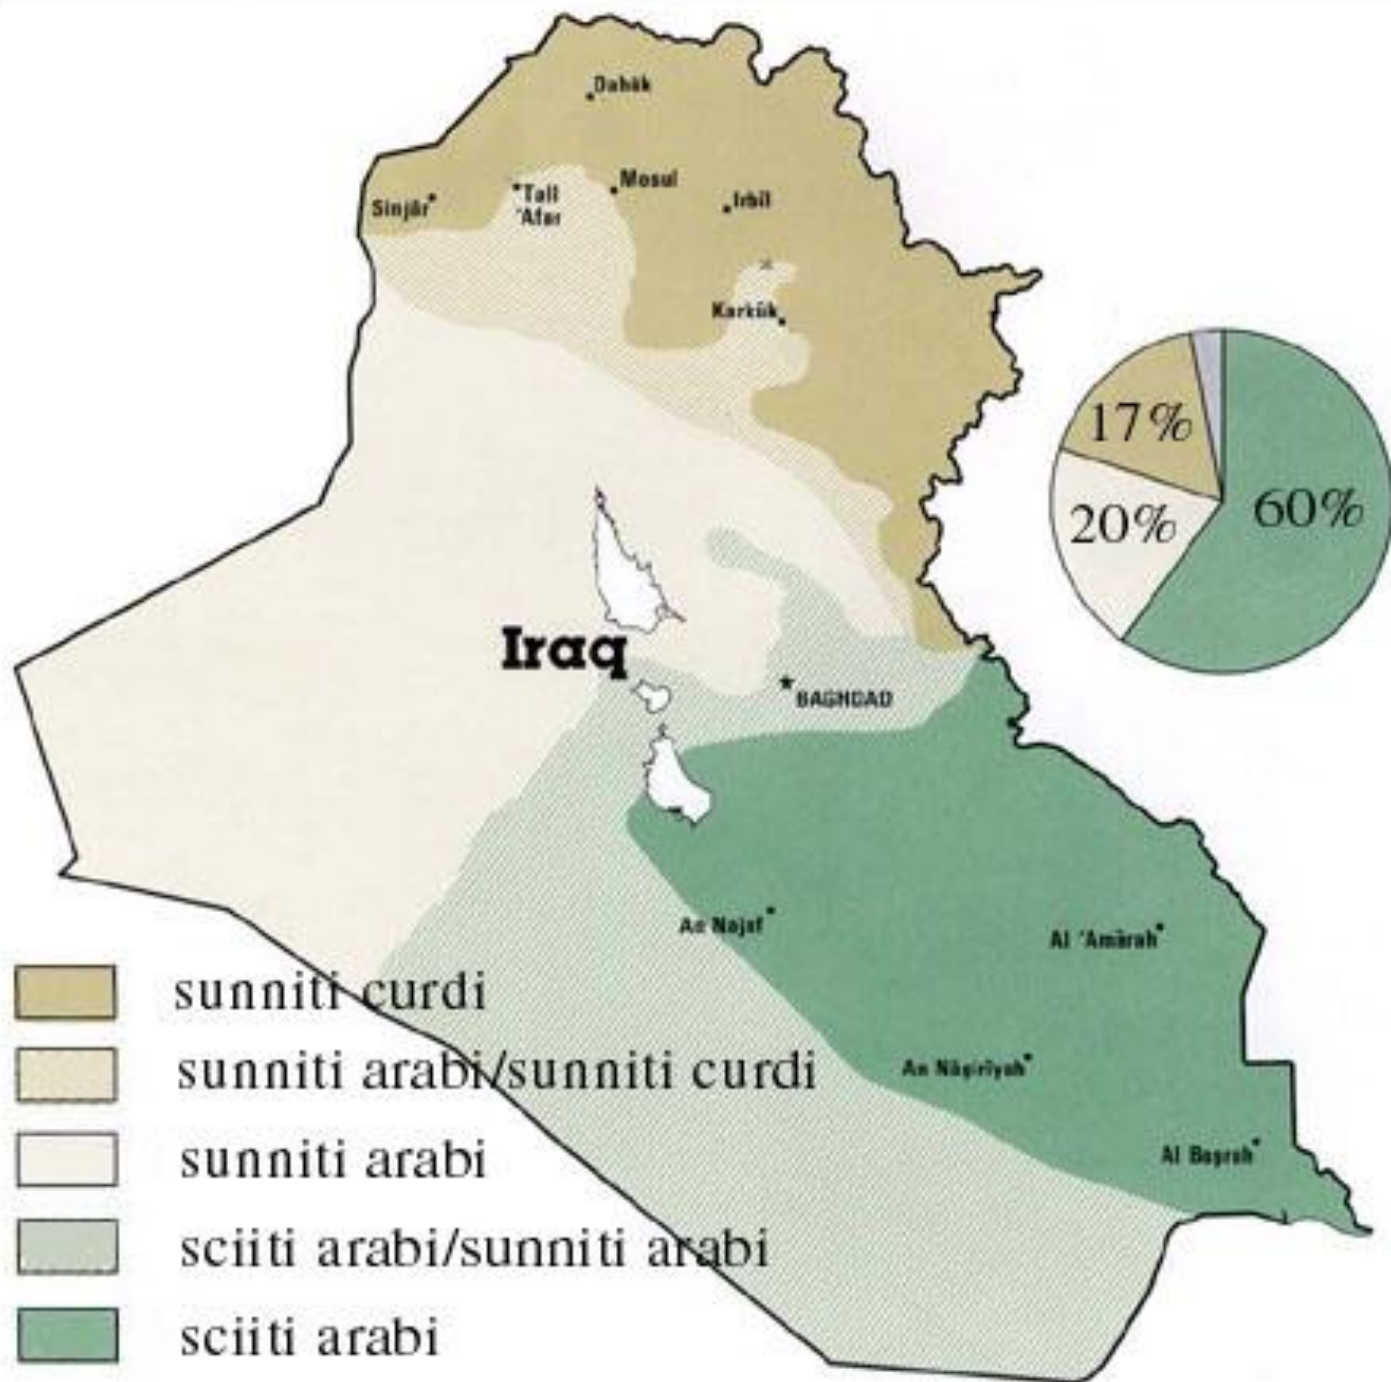 Dahūk
Mosul
Irbīl
Sinjār
Tall
'Afar
Karkūk
17%
20%
60%
Iraq
BAGHDAD
An Najaf
Al 'Amārah
sunniti curdi
sunniti arabi/sunniti curdi
An Nāşirīyah
sunniti arabi
Al Başrah
sciiti arabi/sunniti arabi
sciiti arabi